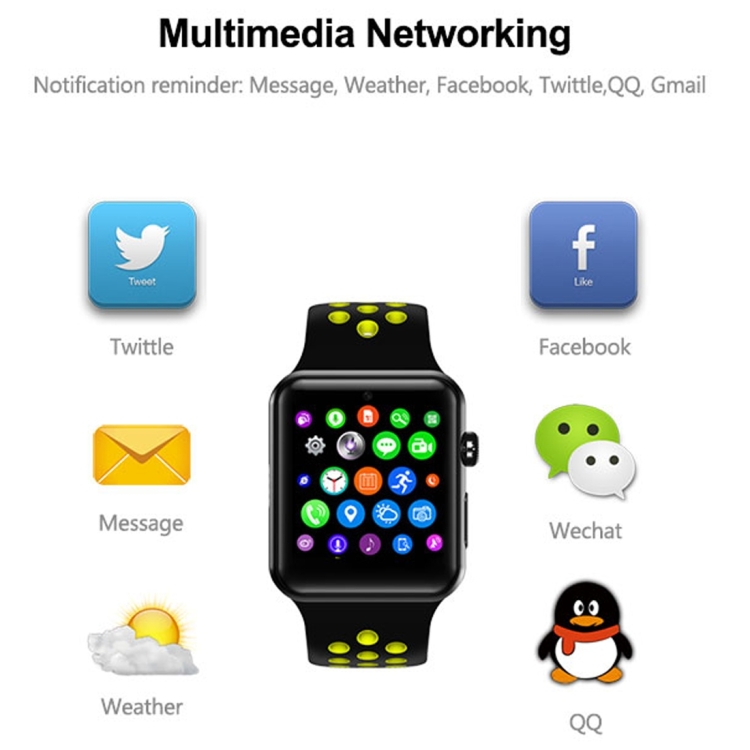 Multimedia Networking
Notification reminder: Message, Weather, Facebook, Twittle,QQ, Gmail
Tweet
Like
Twittle
Facebook
Message
Wechat
Weather
QQ